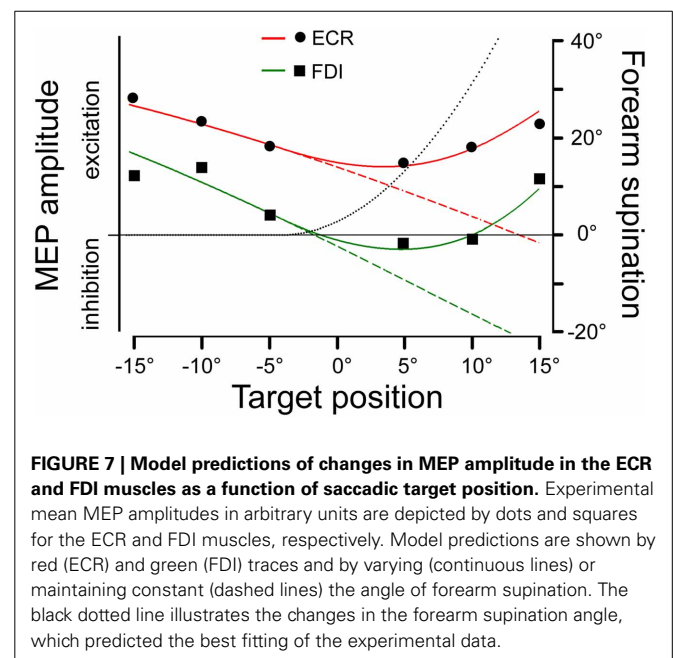 ECR
FDI
MEP amplitude
excitation
inhibition
40°
20°
0°
-20°
Forearm supination
-15° -10° -5° 0° 5° 10° 15°
Target position
FIGURE 7 | Model predictions of changes in MEP amplitude in the ECR
and FDI muscles as a function of saccadic target position. Experimental
mean MEP amplitudes in arbitrary units are depicted by dots and squares
for the ECR and FDI muscles, respectively. Model predictions are shown by
red (ECR) and green (FDI) traces and by varying (continuous lines) or
maintaining constant (dashed lines) the angle of forearm supination. The
black dotted line illustrates the changes in the forearm supination angle,
which predicted the best fitting of the experimental data.